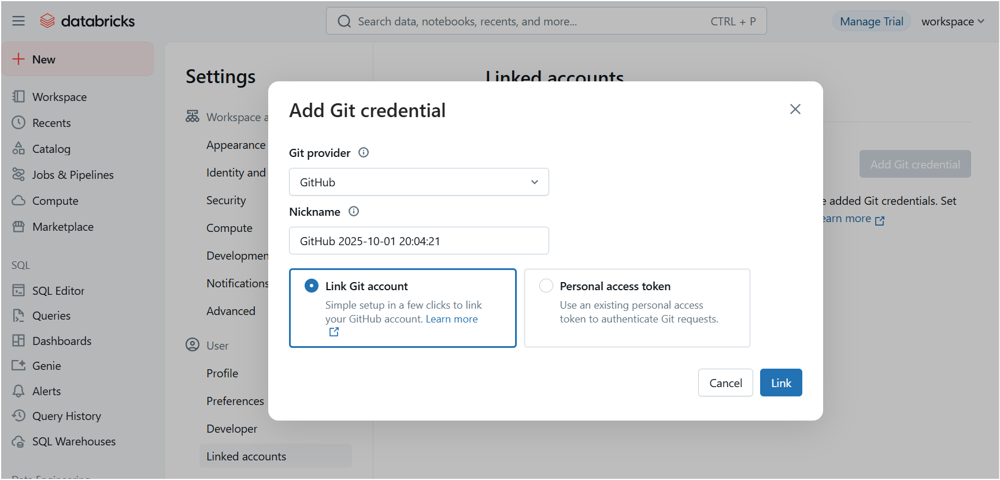 databricks
Search data, notebooks, recents, and more...
CTRL + P
Manage Trial
workspace
New
Workspace
Recents
Catalog
Jobs & Pipelines
Compute
Marketplace
SQL
SQL Editor
Queries
Dashboards
Genie
Alerts
Query History
SQL Warehouses
Data Engineering
Settings
Workspace a
Appearance
Identity and
Security
Compute
Developmen
Notifications
Advanced
User
Profile
Preferences
Developer
Linked accounts
Linked accounts
Add Git credential
e added Git credentials. Set
earn more
Add Git credential
Git provider
GitHub
Nickname
GitHub 2025-10-01 20:04:21
Link Git account
Simple setup in a few clicks to link
your GitHub account. Learn more
Personal access token
Use an existing personal access
token to authenticate Git requests.
Cancel
Link